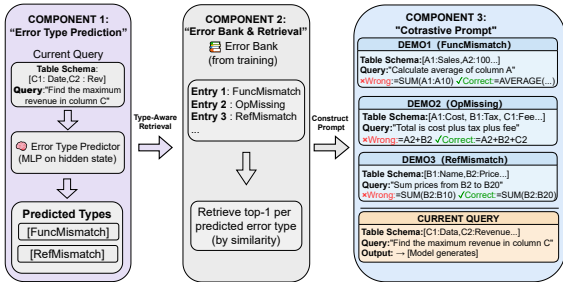 COMPONENT 1:
"Error Type Prediction"
Current Query
Table Schema:
[C1: Date,C2 : Rev]
Query:"Find the maximum
revenue in column C"
Error Type Predictor
(MLP on hidden state)
Predicted Types
[FuncMismatch]
[RefMismatch]
Type-Aware
Retrieval
COMPONENT 2:
"Error Bank & Retrieval"
Error Bank
(from training)
Entry 1 : FuncMismatch
Entry 2 : OpMissing
Entry 3 : RefMismatch
...
Retrieve top-1 per
predicted error type
(by similarity)
Construct
Prompt
COMPONENT 3:
"Cotrastive Prompt"
DEMO1 (FuncMismatch)
Table Schema:[A1:Sales,A2:100...]
Query:"Calculate average of column A"
×Wrong:=SUM(A1:A10) ✓Correct:=AVERAGE(...)
DEMO2 (OpMissing)
Table Schema:[A1:Cost, B1:Tax, C1:Fee...]
Query:"Total is cost plus tax plus fee"
×Wrong:=A2+B2 ✓Correct:=A2+B2+C2
DEMO3 (RefMismatch)
Table Schema:[B1:Name,B2:Price...]
Query:"Sum prices from B2 to B20"
×Wrong:=SUM(B2:B10) ✓Correct:=SUM(B2:B20)
CURRENT QUERY
Table Schema:[C1:Data,C2:Revenue...]
Query:"Find the maximum revenue in column C"
Output: → [Model generates]